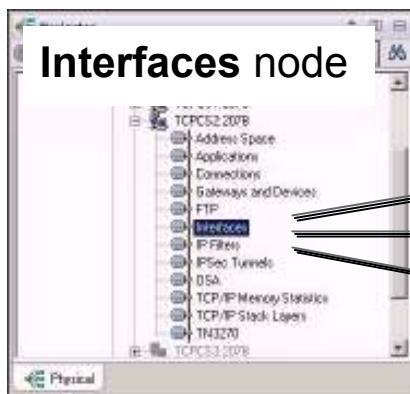 Interfaces node
TCPCS2:2078
Address Space
Applications
Connections
Gateways and Devices
FTP
Interfaces
IP Filters
IPSec Tunnels
OSA
TCP/IP Memory Statistics
TCP/IP Stack Layers
TN3270
TCPCS3:2078
Physical